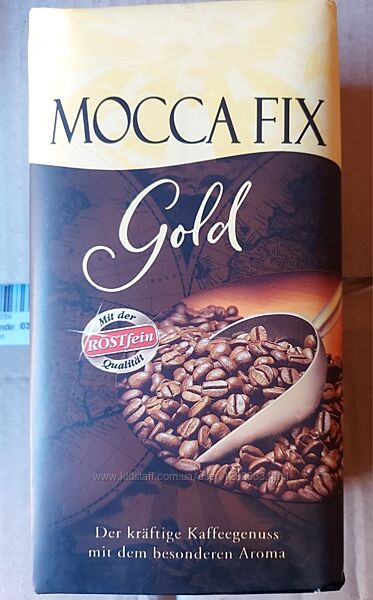 MOCCA FIX
Gold
Mit der
RÖSTfein
Qualität
Der kräftige Kaffeegenuss
mit dem besonderen Aroma